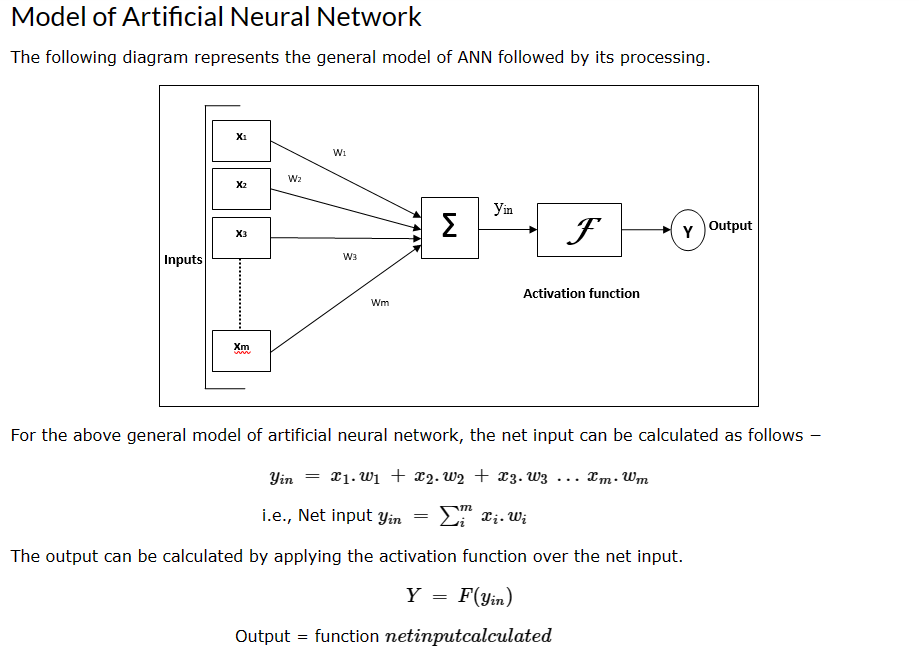 Model of Artificial Neural Network
The following diagram represents the general model of ANN followed by its processing.
X1
W1
X2
W2
X3
W3
Inputs
Xm
Wm
Σ
yin
F
Activation function
Y
Output
For the above general model of artificial neural network, the net input can be calculated as follows −
yin = x1.w1 + x2.w2 + x3.w3 ... xm.wm
i.e., Net input yin = ∑ᵢᵐ xi.wi
The output can be calculated by applying the activation function over the net input.
Y = F(yin)
Output = function netinputcalculated